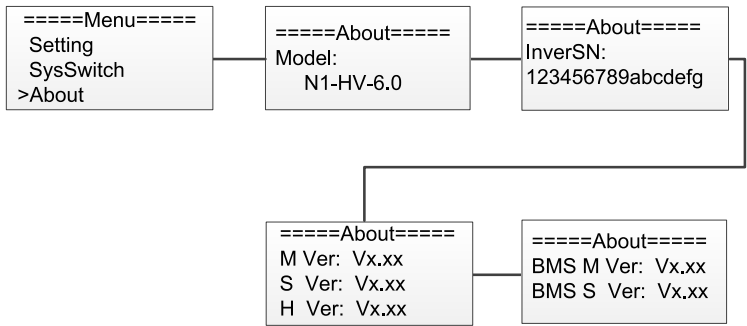 =====Menu=====
Setting
SysSwitch
>About
=====About=====
Model:
N1-HV-6.0
=====About=====
InverSN:
123456789abcdefg
=====About=====
M Ver: Vx.xx
S Ver: Vx.xx
H Ver: Vx.xx
=====About=====
BMS M Ver: Vx.xx
BMS S Ver: Vx.xx